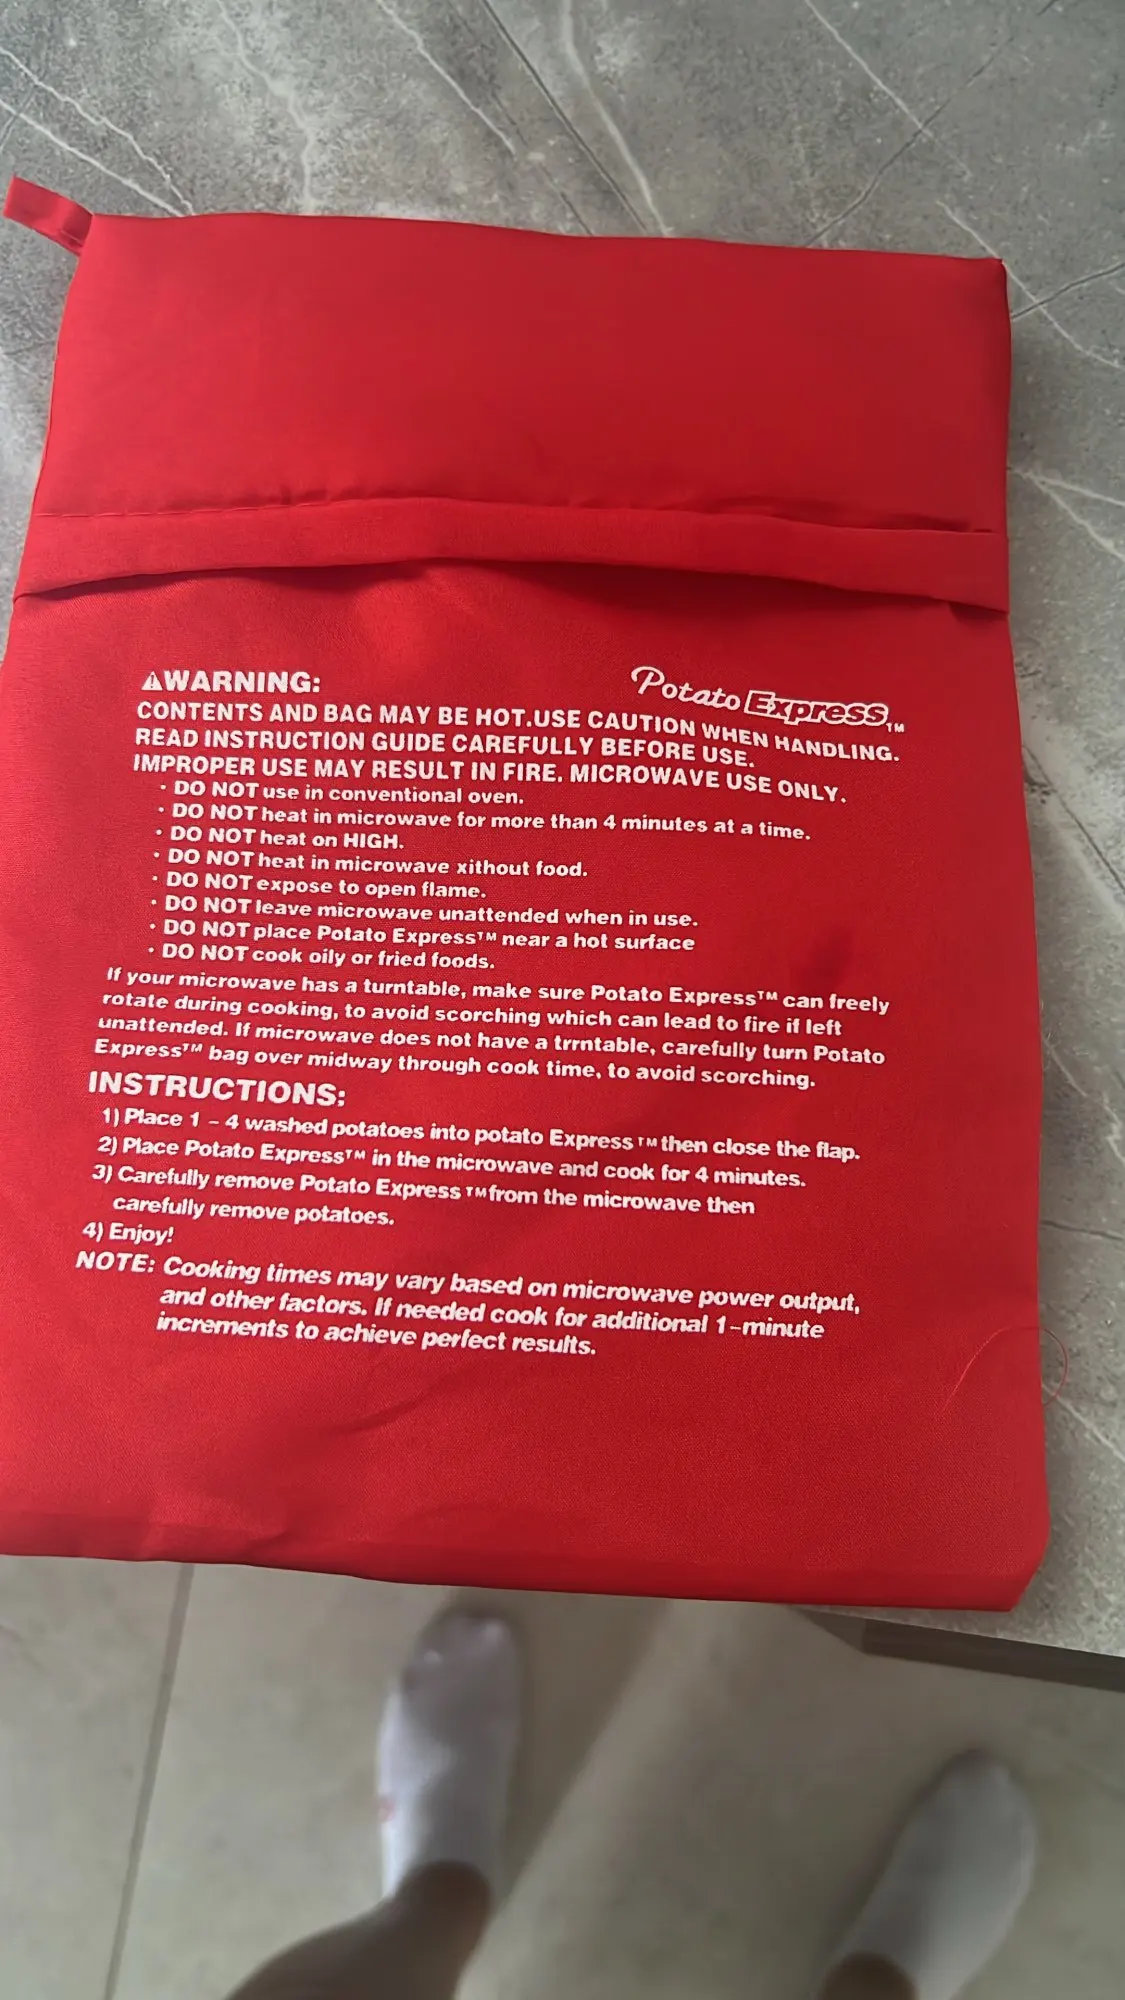 ⚠WARNING:
Potato Express™
CONTENTS AND BAG MAY BE HOT.USE CAUTION WHEN HANDLING.
READ INSTRUCTION GUIDE CAREFULLY BEFORE USE.
IMPROPER USE MAY RESULT IN FIRE. MICROWAVE USE ONLY.
· DO NOT use in conventional oven.
· DO NOT heat in microwave for more than 4 minutes at a time.
· DO NOT heat on HIGH.
· DO NOT heat in microwave xithout food.
· DO NOT expose to open flame.
· DO NOT leave microwave unattended when in use.
· DO NOT place Potato Express™ near a hot surface
· DO NOT cook oily or fried foods.
If your microwave has a turntable, make sure Potato Express™ can freely
rotate during cooking, to avoid scorching which can lead to fire if left
unattended. If microwave does not have a trrntable, carefully turn Potato
Express™ bag over midway through cook time, to avoid scorching.
INSTRUCTIONS:
1) Place 1 - 4 washed potatoes into potato Express™ then close the flap.
2) Place Potato Express™ in the microwave and cook for 4 minutes.
3) Carefully remove Potato Express™ from the microwave then
carefully remove potatoes.
4) Enjoy!
NOTE: Cooking times may vary based on microwave power output,
and other factors. If needed cook for additional 1-minute
increments to achieve perfect results.